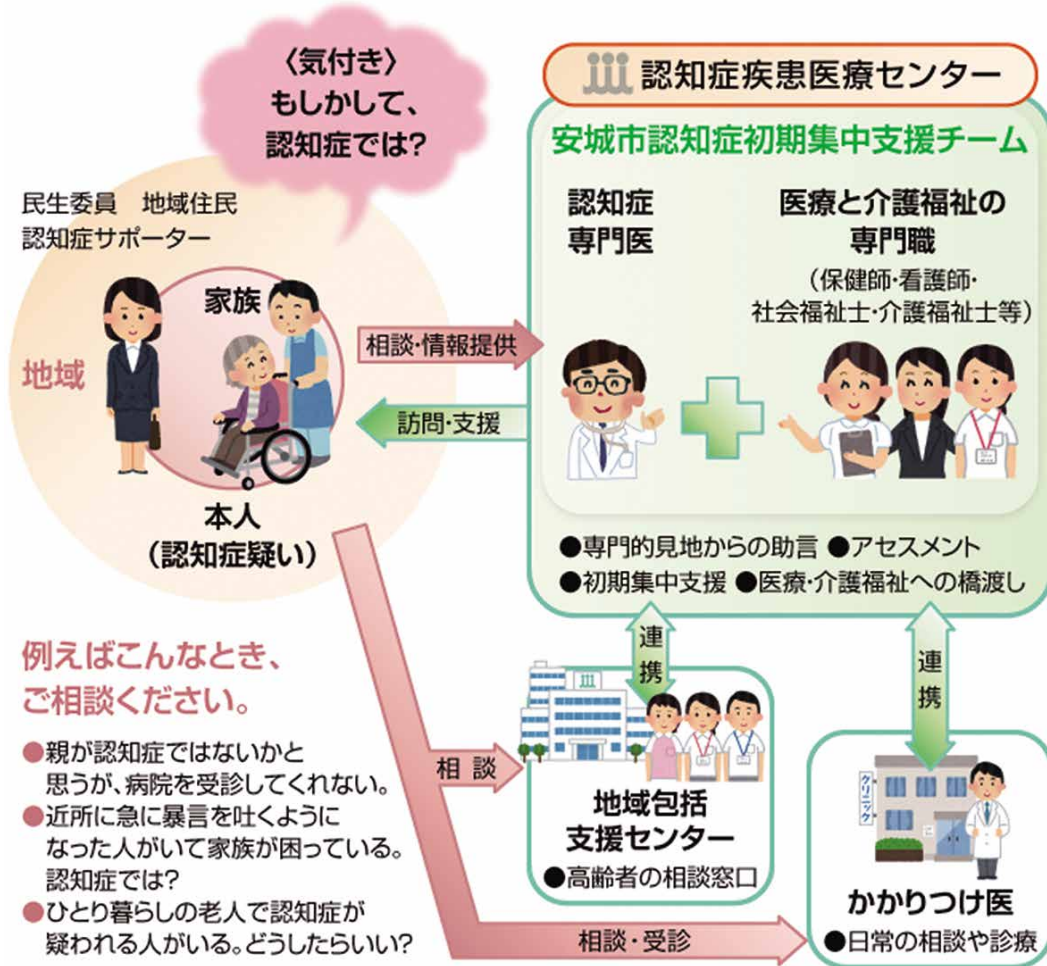 〈気付き〉
もしかして、
認知症では?
民生委員 地域住民
認知症サポーター
家族
地域
本人
(認知症疑い)
相談・情報提供
訪問・支援
認知症疾患医療センター
安城市認知症初期集中支援チーム
認知症
専門医
医療と介護福祉の
専門職
(保健師・看護師・
社会福祉士・介護福祉士等)
●専門的見地からの助言 ●アセスメント
●初期集中支援 ●医療・介護福祉への橋渡し
連携
連携
例えばこんなとき、
ご相談ください。
●親が認知症ではないかと
思うが、病院を受診してくれない。
●近所に急に暴言を吐くように
なった人がいて家族が困っている。
認知症では?
●ひとり暮らしの老人で認知症が
疑われる人がいる。どうしたらいい?
相談
地域包括
支援センター
●高齢者の相談窓口
相談・受診
クリニック
かかりつけ医
●日常の相談や診療